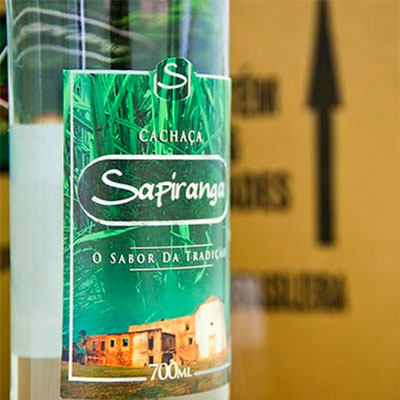 S
CACHAÇA
Sapiranga
O SABOR DA TRADIÇÃO
700ML